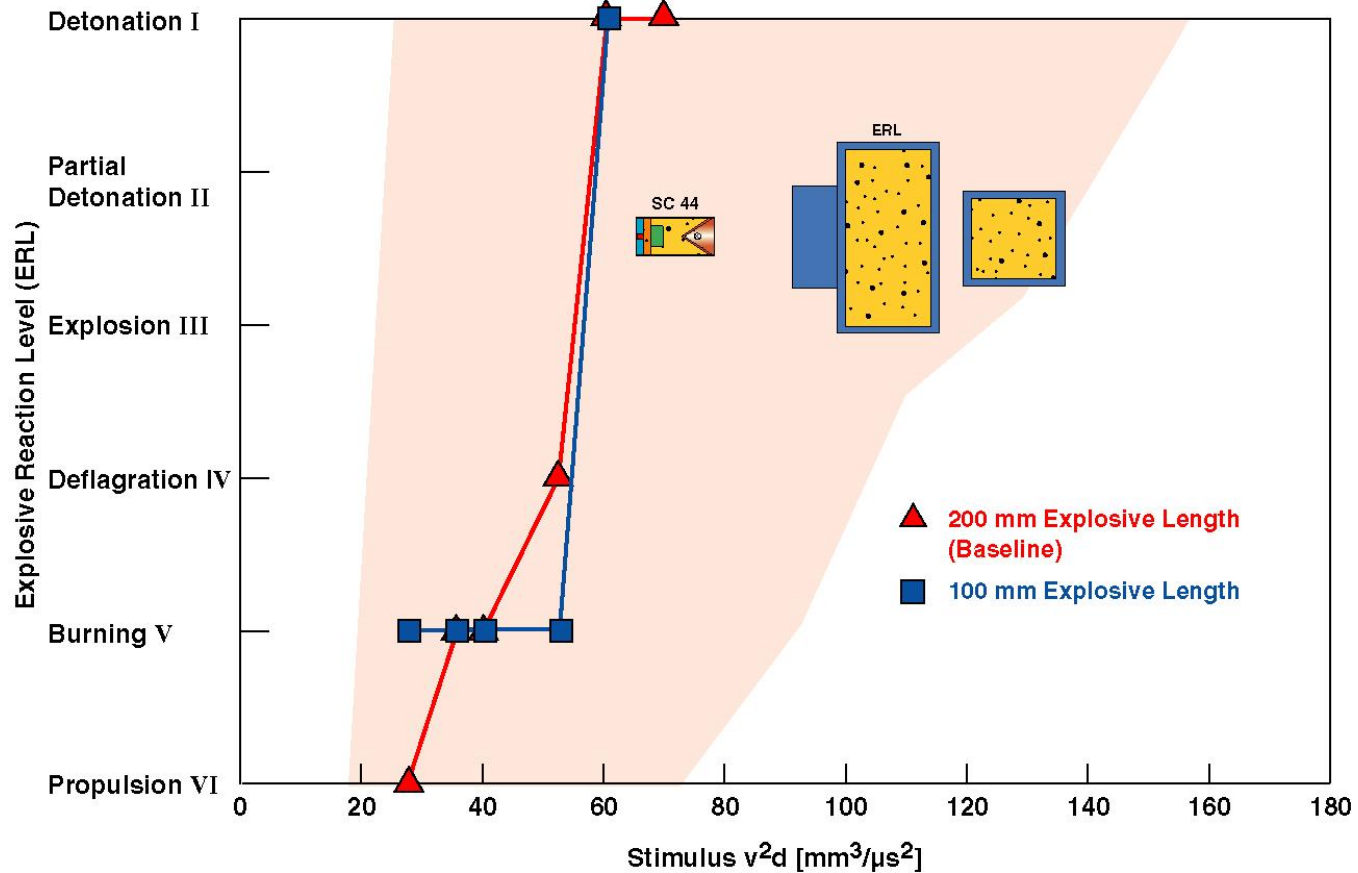 Detonation I
Partial
Detonation II
Explosion III
Deflagration IV
Burning V
Propulsion VI
Explosive Reaction Level (ERL)
SC 44
ERL
200 mm Explosive Length
(Baseline)
100 mm Explosive Length
0 20 40 60 80 100 120 140 160 180
Stimulus v²d [mm³/µs²]